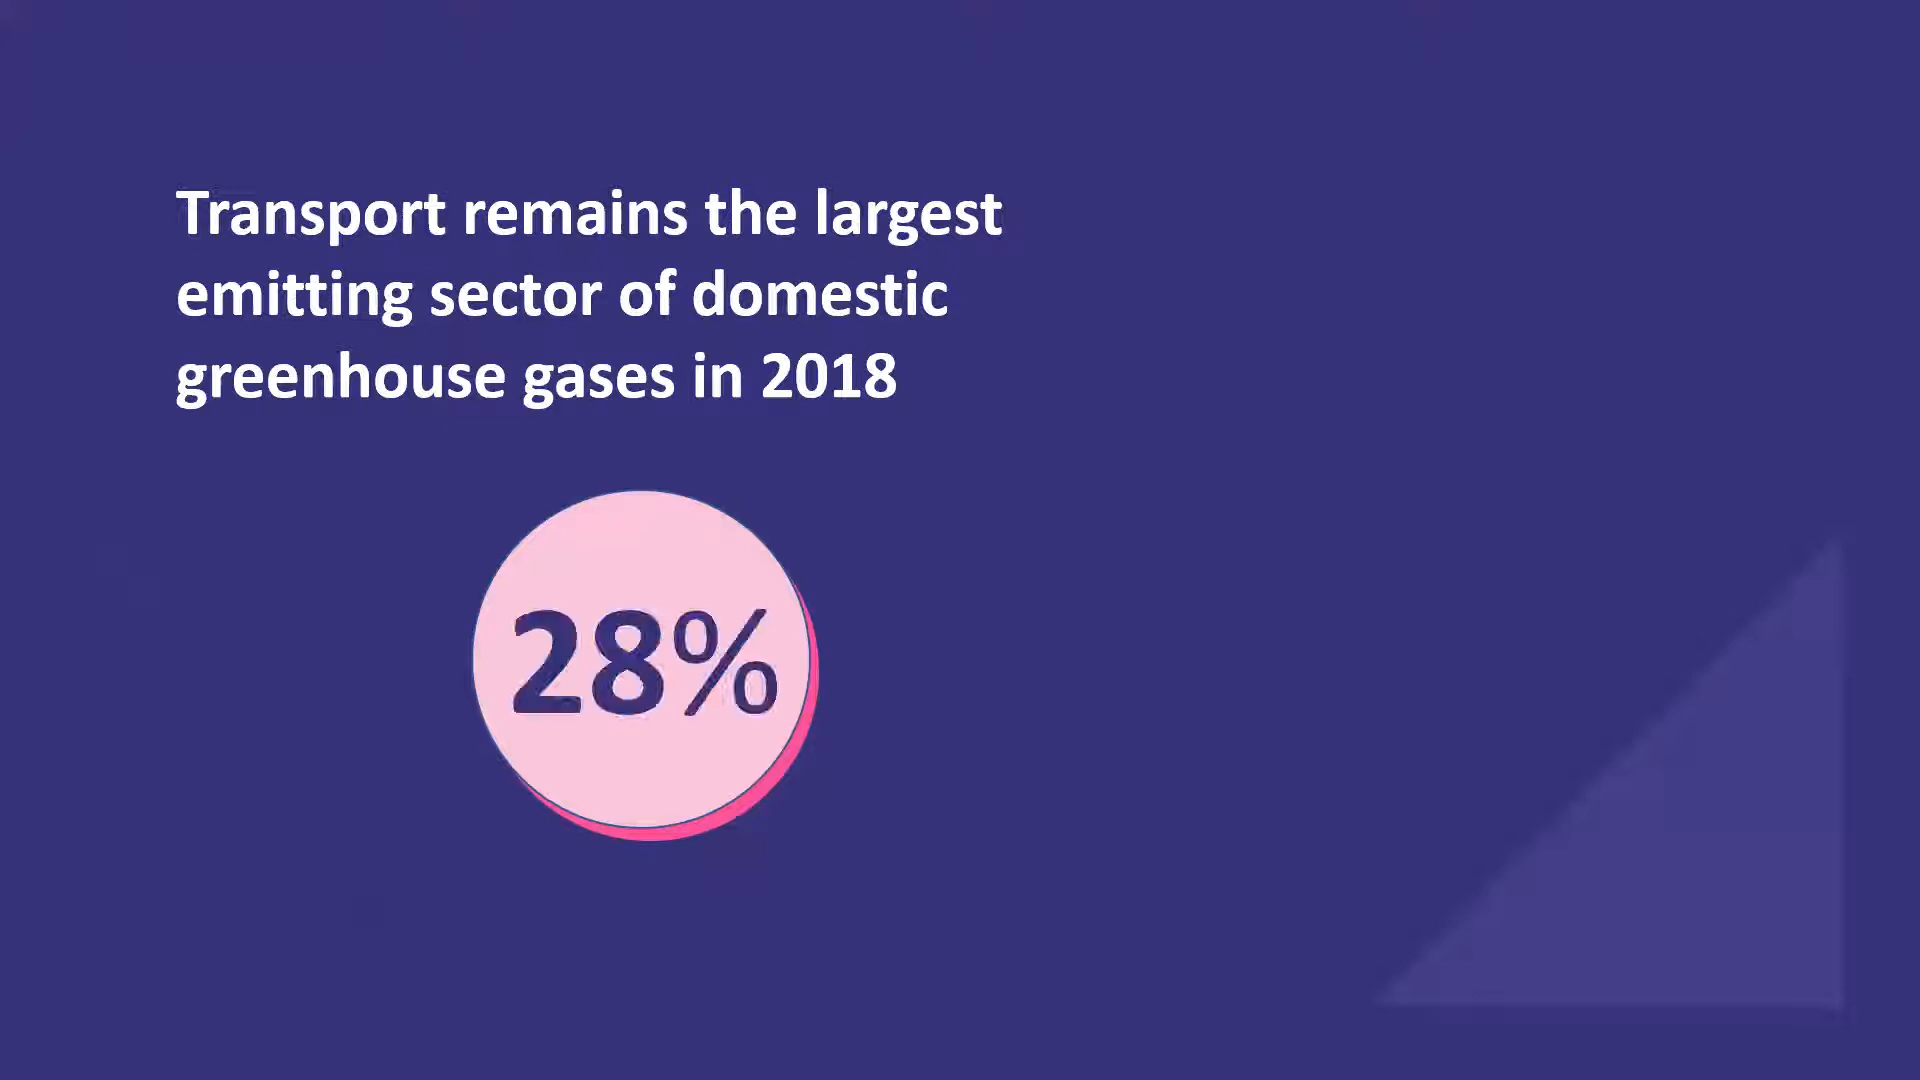 Transport remains the largest
emitting sector of domestic
greenhouse gases in 2018
28%